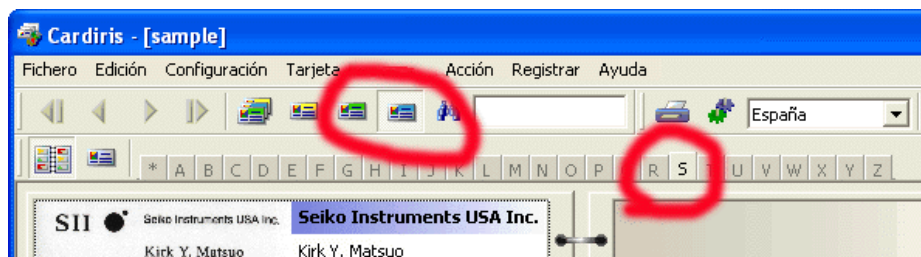 Cardiris - [sample]
Fichero Edición Configuración Tarjeta Acción Registrar Ayuda
España
* A B C D E F G H I J K L M N O P R S U V W X Y Z
SII Seiko Instruments USA Inc. Seiko Instruments USA Inc.
Kirk Y. Matsuo Kirk Y. Matsuo